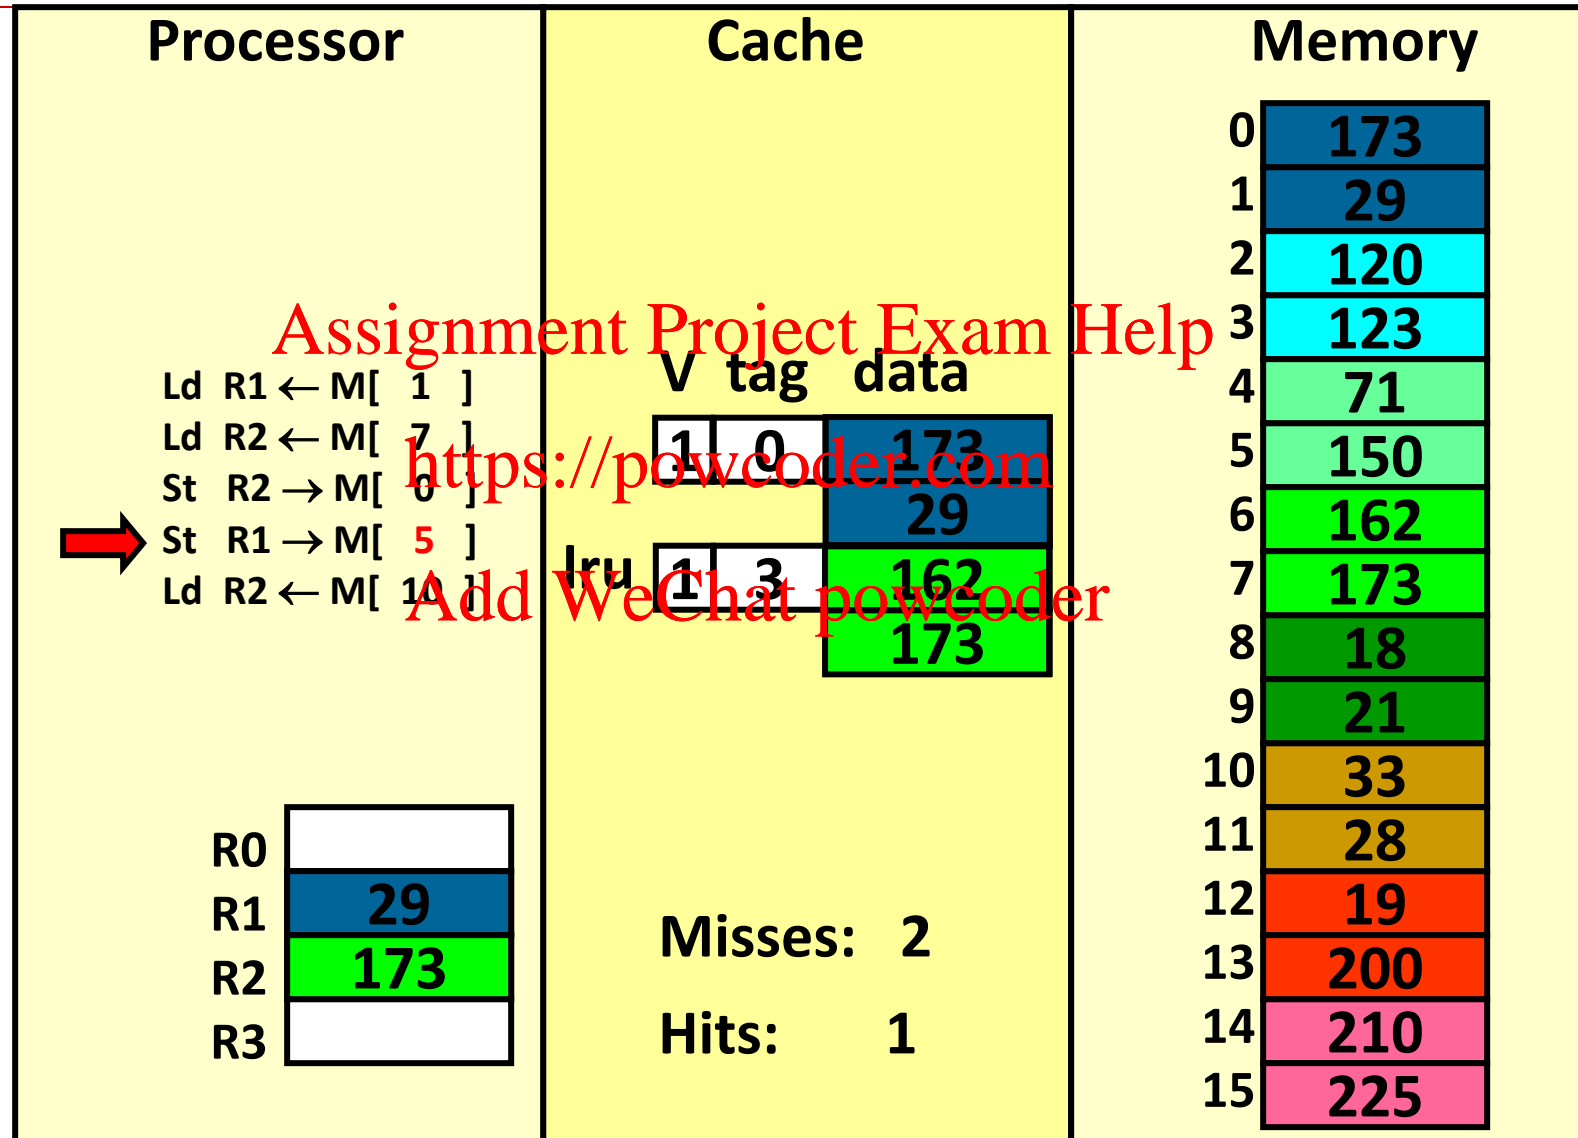 Processor
Cache
Memory
Assignment Project Exam Help
https://powcoder.com
Add WeChat powcoder
Ld R1 ← M[ 1 ]
Ld R2 ← M[ 7 ]
St R2 → M[ 0 ]
St R1 → M[ 5 ]
Ld R2 ← M[ 10 ]
R0
R1 29
R2 173
R3
V tag data
1 0 173
29
lru 1 3 162
173
Misses: 2
Hits: 1
0 173
1 29
2 120
3 123
4 71
5 150
6 162
7 173
8 18
9 21
10 33
11 28
12 19
13 200
14 210
15 225